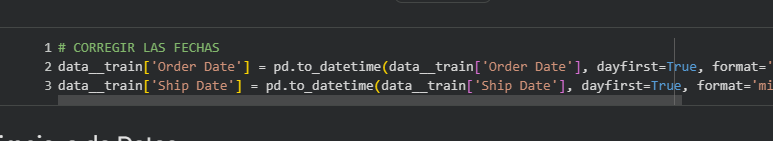 1 # CORREGIR LAS FECHAS
2 data__train['Order Date'] = pd.to_datetime(data__train['Order Date'], dayfirst=True, format='
3 data__train['Ship Date'] = pd.to_datetime(data__train['Ship Date'], dayfirst=True, format='mi